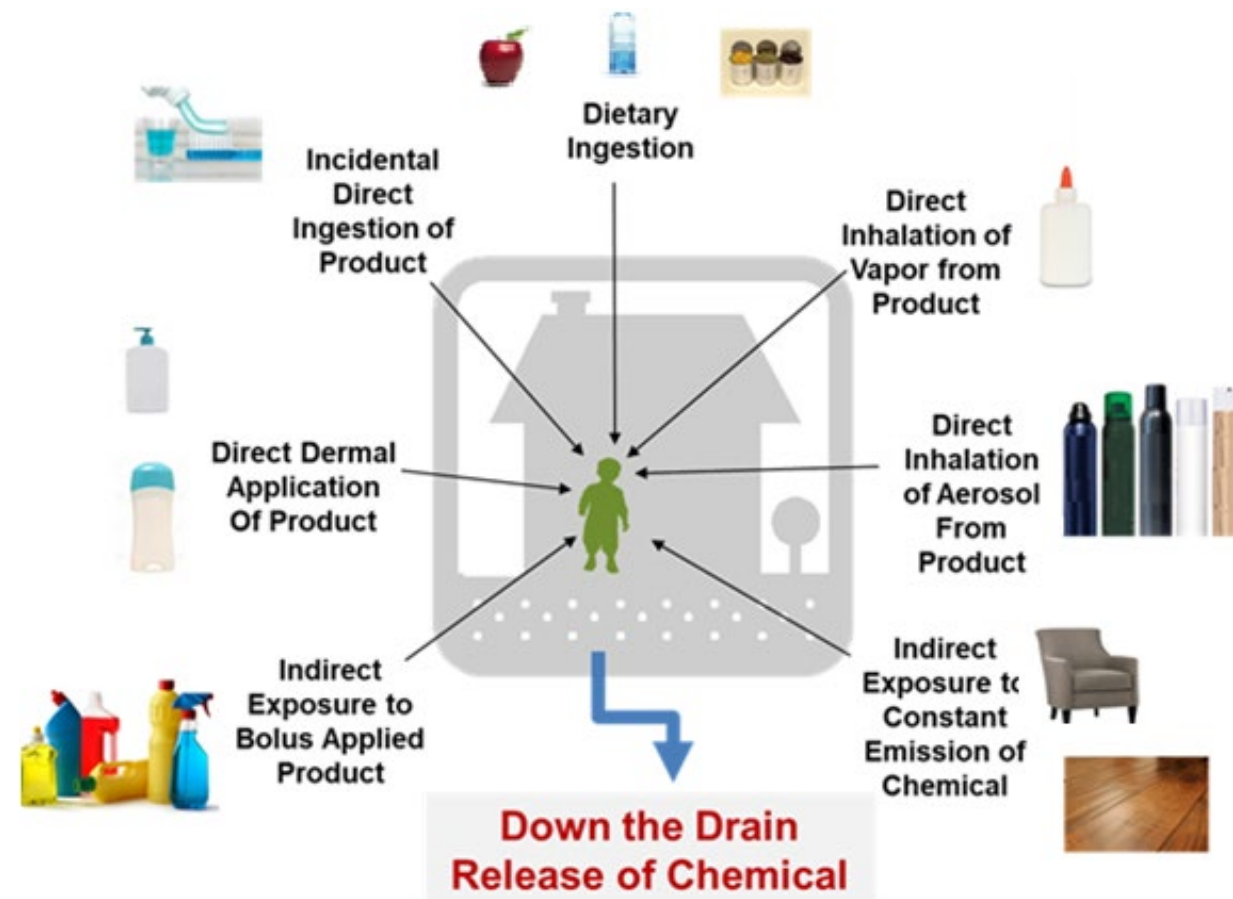 Dietary
Ingestion
Incidental
Direct
Ingestion of
Product
Direct
Inhalation of
Vapor from
Product
Direct Dermal
Application
Of Product
Direct
Inhalation
of Aerosol
From
Product
Indirect
Exposure to
Bolus Applied
Product
Indirect
Exposure to
Constant
Emission of
Chemical
Down the Drain
Release of Chemical